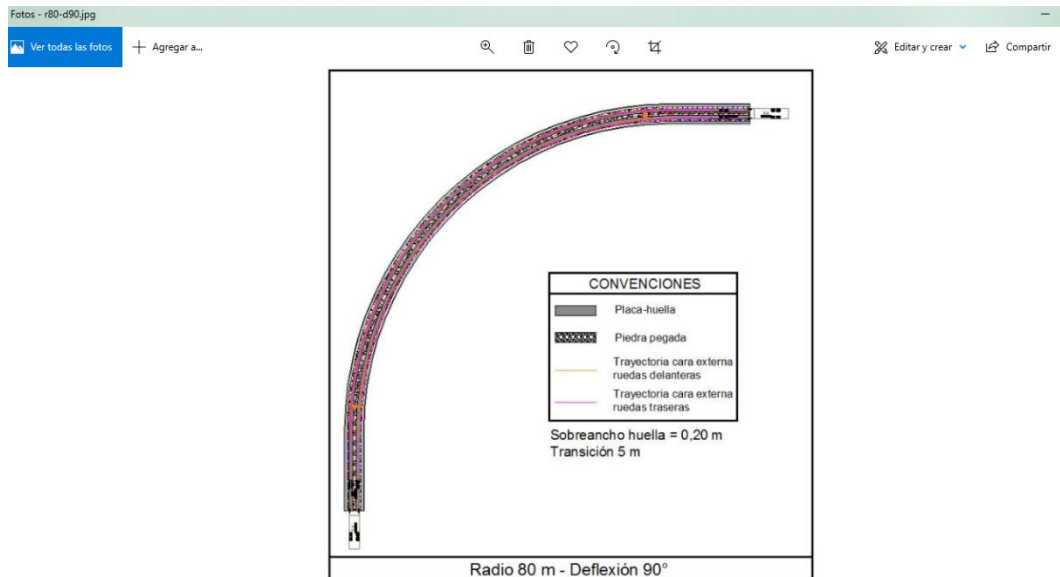 Fotos - r80-d90.jpg
Ver todas las fotos
Agregar a...
Editar y crear
Compartir
CONVENCIONES
Placa-huella
Piedra pegada
Trayectoria cara externa
ruedas delanteras
Trayectoria cara externa
ruedas traseras
Sobreancho huella = 0,20 m
Transición 5 m
Radio 80 m - Deflexión 90°